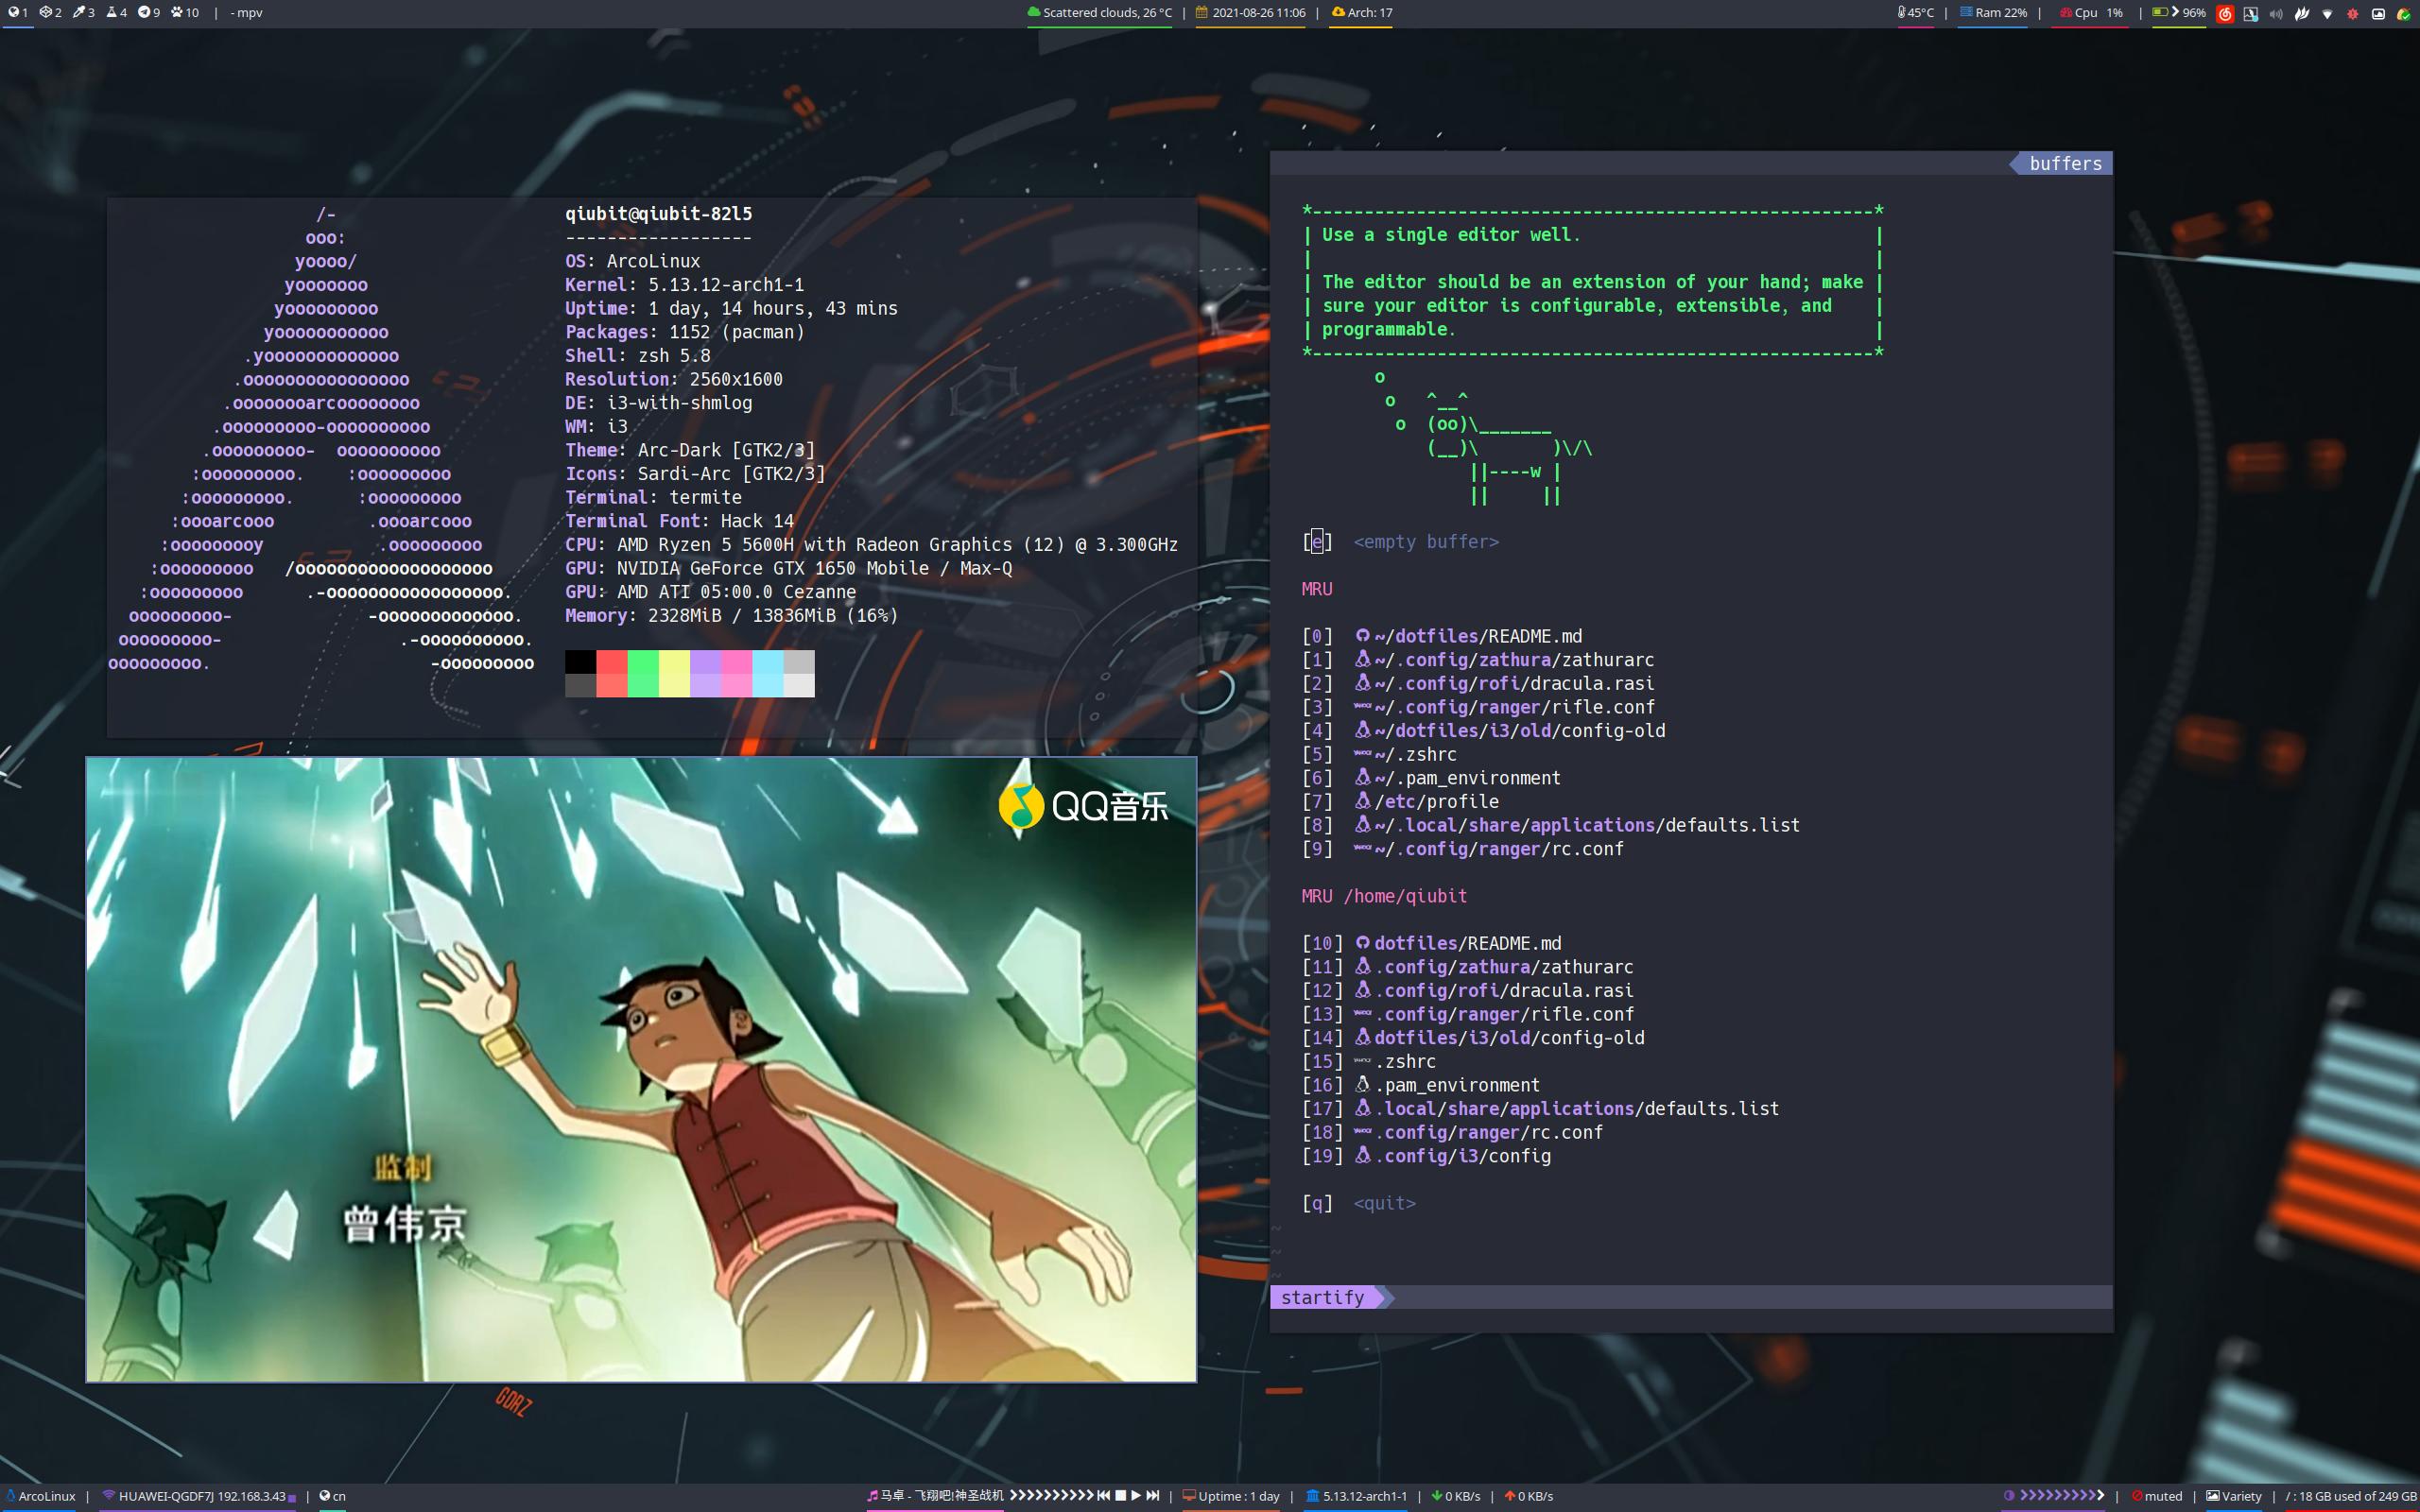 1 2 3 4 9 10 | - mpv
Scattered clouds, 26 °C | 2021-08-26 11:06 | Arch: 17
45°C | Ram 22% | Cpu 1% | 96%
/-
ooo:
yoooo/
yooooooo
yooooooooo
yooooooooooo
.yooooooooooooo
.oooooooooooooooo
.oooooooarcoooooooo
.ooooooooo-oooooooooo
.ooooooooo-  oooooooooo
:ooooooooo.    :ooooooooo
:ooooooooo.      :ooooooooo
:oooarcooo         .oooarcooo
:ooooooooy           .ooooooooo
:ooooooooo   /ooooooooooooooooooo
:ooooooooo      .-ooooooooooooooooo.
ooooooooo-             -ooooooooooooo.
ooooooooo-                 .-oooooooooo.
ooooooooo.                     -ooooooooo
qiubit@qiubit-82l5
------------------
OS: ArcoLinux
Kernel: 5.13.12-arch1-1
Uptime: 1 day, 14 hours, 43 mins
Packages: 1152 (pacman)
Shell: zsh 5.8
Resolution: 2560x1600
DE: i3-with-shmlog
WM: i3
Theme: Arc-Dark [GTK2/3]
Icons: Sardi-Arc [GTK2/3]
Terminal: termite
Terminal Font: Hack 14
CPU: AMD Ryzen 5 5600H with Radeon Graphics (12) @ 3.300GHz
GPU: NVIDIA GeForce GTX 1650 Mobile / Max-Q
GPU: AMD ATI 05:00.0 Cezanne
Memory: 2328MiB / 13836MiB (16%)
QQ音乐
监制
曾伟京
GORZ
buffers
*------------------------------------------------------*
| Use a single editor well.                            |
|                                                      |
| The editor should be an extension of your hand; make |
| sure your editor is configurable, extensible, and    |
| programmable.                                        |
*------------------------------------------------------*
o
o   ^__^
o  (oo)\_______
(__)\       )\/\
||----w |
||     ||
[e]  <empty buffer>
MRU
[0]  ~/dotfiles/README.md
[1]  ~/.config/zathura/zathurarc
[2]  ~/.config/rofi/dracula.rasi
[3]  ~/.config/ranger/rifle.conf
[4]  ~/dotfiles/i3/old/config-old
[5]  ~/.zshrc
[6]  ~/.pam_environment
[7]  /etc/profile
[8]  ~/.local/share/applications/defaults.list
[9]  ~/.config/ranger/rc.conf
MRU /home/qiubit
[10] dotfiles/README.md
[11] .config/zathura/zathurarc
[12] .config/rofi/dracula.rasi
[13] .config/ranger/rifle.conf
[14] dotfiles/i3/old/config-old
[15] .zshrc
[16] .pam_environment
[17] .local/share/applications/defaults.list
[18] .config/ranger/rc.conf
[19] .config/i3/config
[q]  <quit>
~
~
~
startify
ArcoLinux | HUAWEI-QGDF7J 192.168.3.43 | cn
马卓 - 飞翔吧!神圣战机 | Uptime : 1 day | 5.13.12-arch1-1 | 0 KB/s | 0 KB/s
| muted | Variety | / : 18 GB used of 249 GB